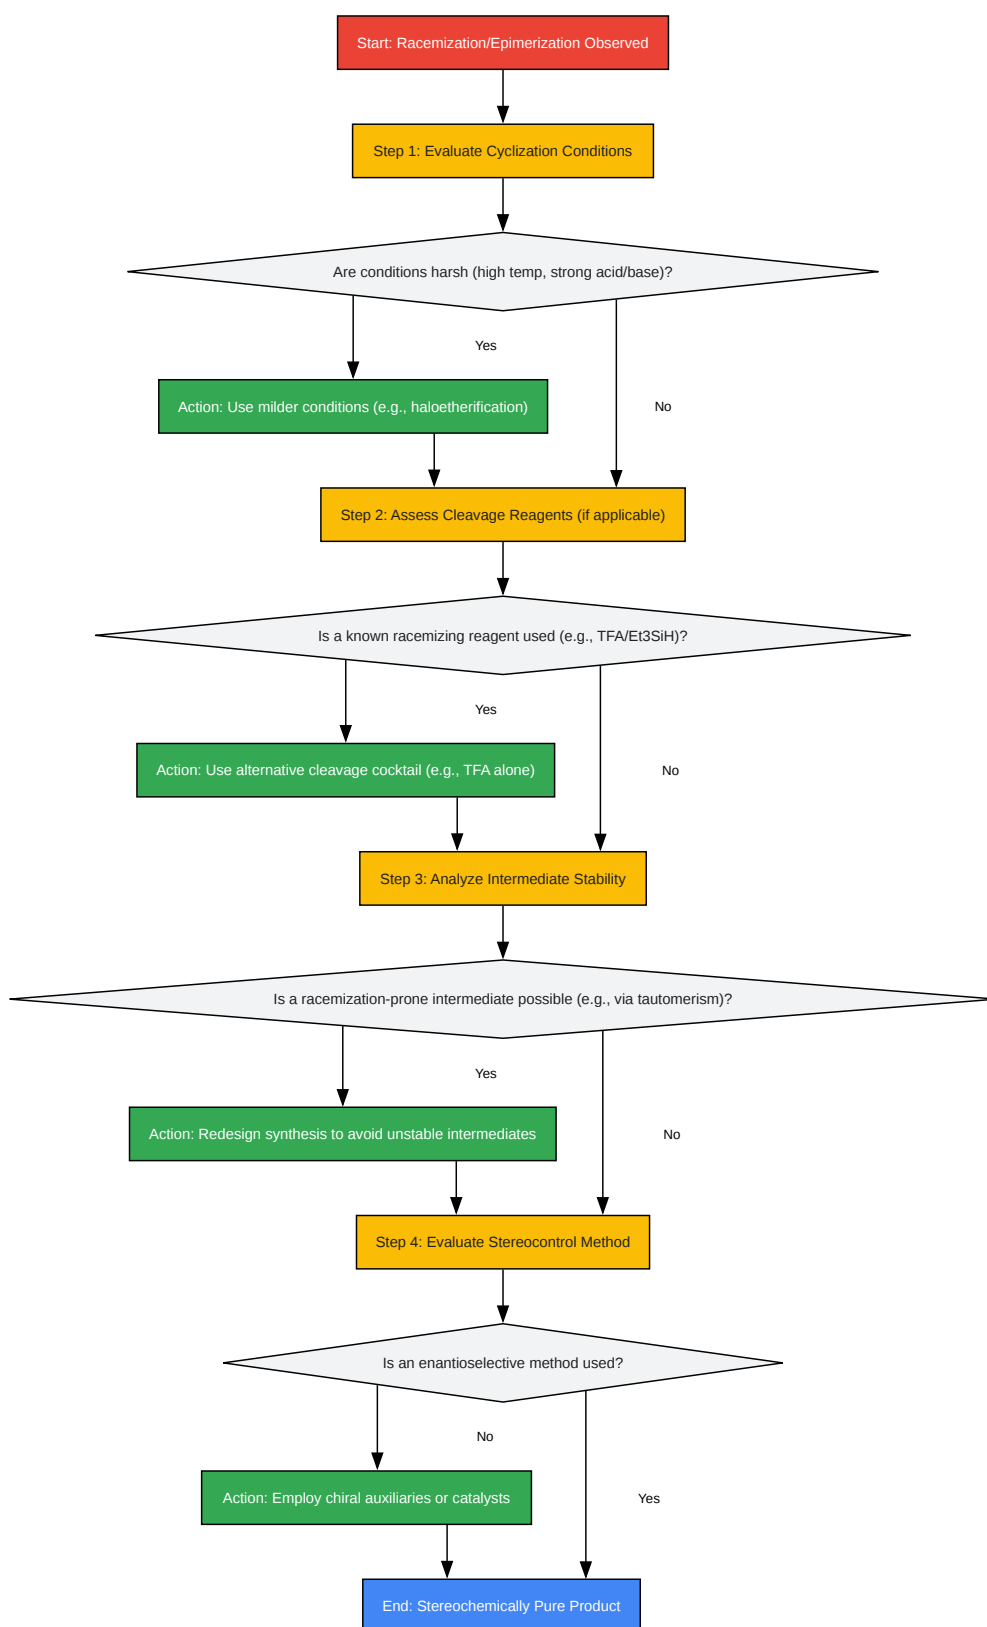 Start: Racemization/Epimerization Observed
Step 1: Evaluate Cyclization Conditions
Are conditions harsh (high temp, strong acid/base)?
Yes
Action: Use milder conditions (e.g., haloetherification)
No
Step 2: Assess Cleavage Reagents (if applicable)
Is a known racemizing reagent used (e.g., TFA/Et3SiH)?
Yes
Action: Use alternative cleavage cocktail (e.g., TFA alone)
No
Step 3: Analyze Intermediate Stability
Is a racemization-prone intermediate possible (e.g., via tautomerism)?
Yes
Action: Redesign synthesis to avoid unstable intermediates
No
Step 4: Evaluate Stereocontrol Method
Is an enantioselective method used?
No
Action: Employ chiral auxiliaries or catalysts
Yes
End: Stereochemically Pure Product